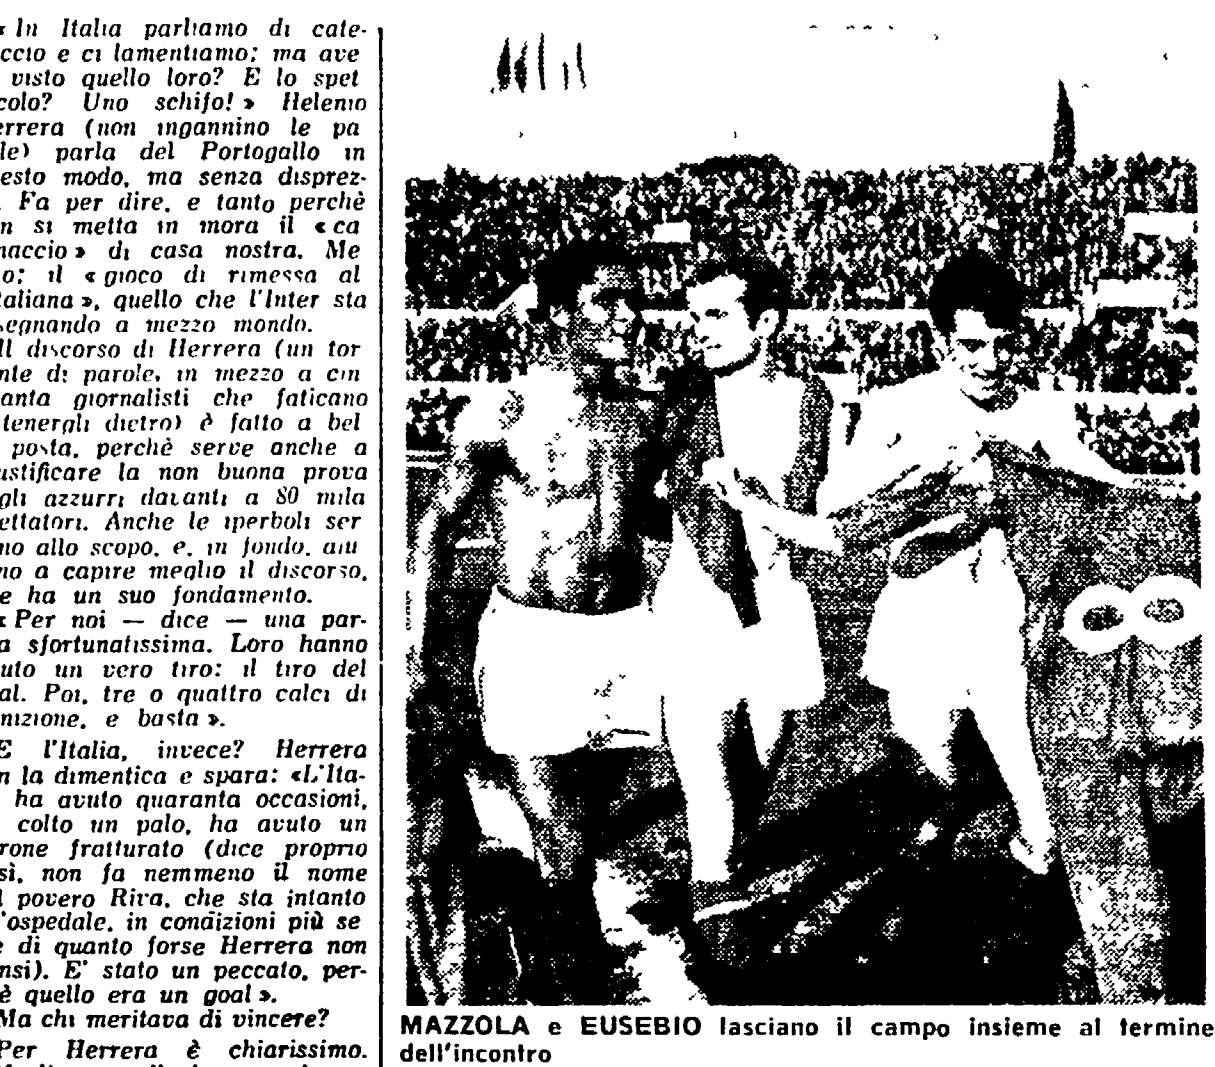 « In Italia parliamo di cate-
ccio e ci lamentiamo: ma ave
visto quello loro? E lo spet
colo? Uno schifo! » Helenio
errera (non ingannino le pa
le) parla del Portogallo in
esto modo, ma senza disprez-
. Fa per dire, e tanto perchè
n si metta in mora il « ca
naccio » di casa nostra. Me
o: il « gioco di rimessa al
taliana », quello che l'Inter sta
segnando a mezzo mondo.
Il discorso di Herrera (un tor
nte di parole, in mezzo a cin
anta giornalisti che faticano
tenergli dietro) è fatto a bel
posta, perchè serve anche a
ustificare la non buona prova
gli azzurri davanti a 80 mila
ettatori. Anche le iperboli ser
no allo scopo, e, in fondo, aiu
no a capire meglio il discorso,
e ha un suo fondamento.
« Per noi — dice — una par-
a sfortunatissima. Loro hanno
uto un vero tiro: il tiro del
al. Poi, tre o quattro calci di
nizione, e basta ».
E l'Italia, invece? Herrera
n la dimentica e spara: «L'Ita-
ha avuto quaranta occasioni,
colto un palo, ha avuto un
rone fratturato (dice proprio
sì, non fa nemmeno il nome
l povero Riva, che sta intanto
l'ospedale, in condizioni più se
e di quanto forse Herrera non
nsi). E' stato un peccato, per-
è quello era un goal ».
Ma chi meritava di vincere?
Per Herrera è chiarissimo.
MAZZOLA e EUSEBIO lasciano il campo insieme al termine
dell'incontro